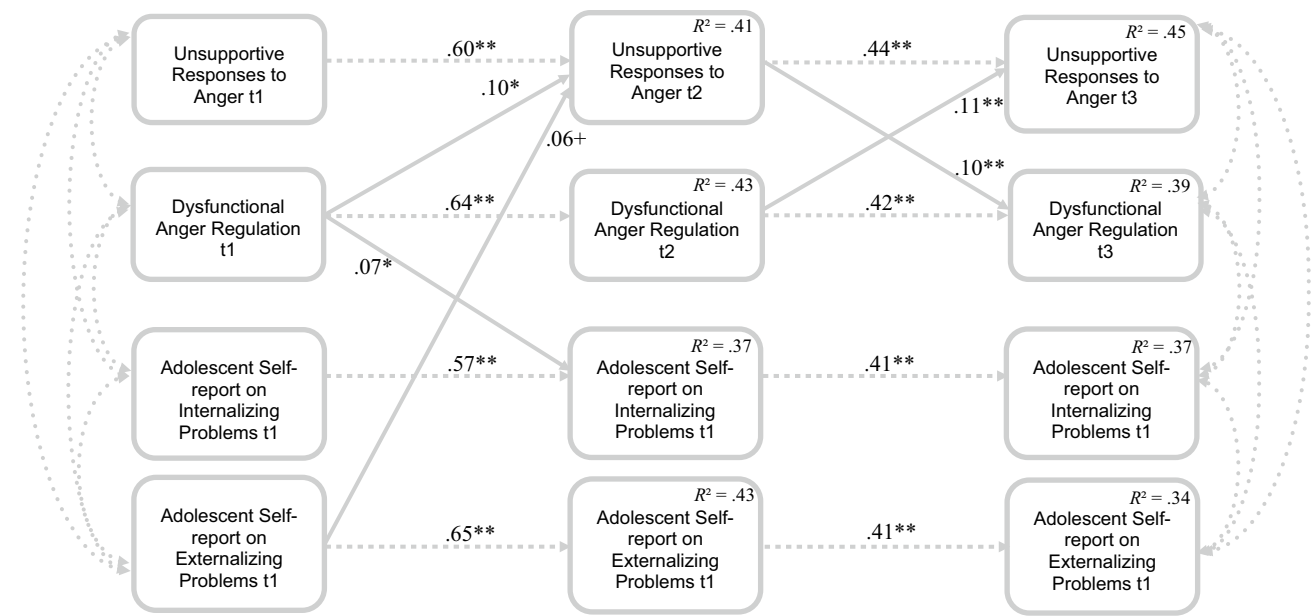 Unsupportive
Responses to
Anger t1
.60**
R² = .41
Unsupportive
Responses to
Anger t2
.44**
R² = .45
Unsupportive
Responses to
Anger t3
.10*
.06+
.11**
.10**
Dysfunctional
Anger Regulation
t1
.64**
R² = .43
Dysfunctional
Anger Regulation
t2
.42**
R² = .39
Dysfunctional
Anger Regulation
t3
.07*
Adolescent Self-
report on
Internalizing
Problems t1
.57**
R² = .37
Adolescent Self-
report on
Internalizing
Problems t1
.41**
R² = .37
Adolescent Self-
report on
Internalizing
Problems t1
Adolescent Self-
report on
Externalizing
Problems t1
.65**
R² = .43
Adolescent Self-
report on
Externalizing
Problems t1
.41**
R² = .34
Adolescent Self-
report on
Externalizing
Problems t1